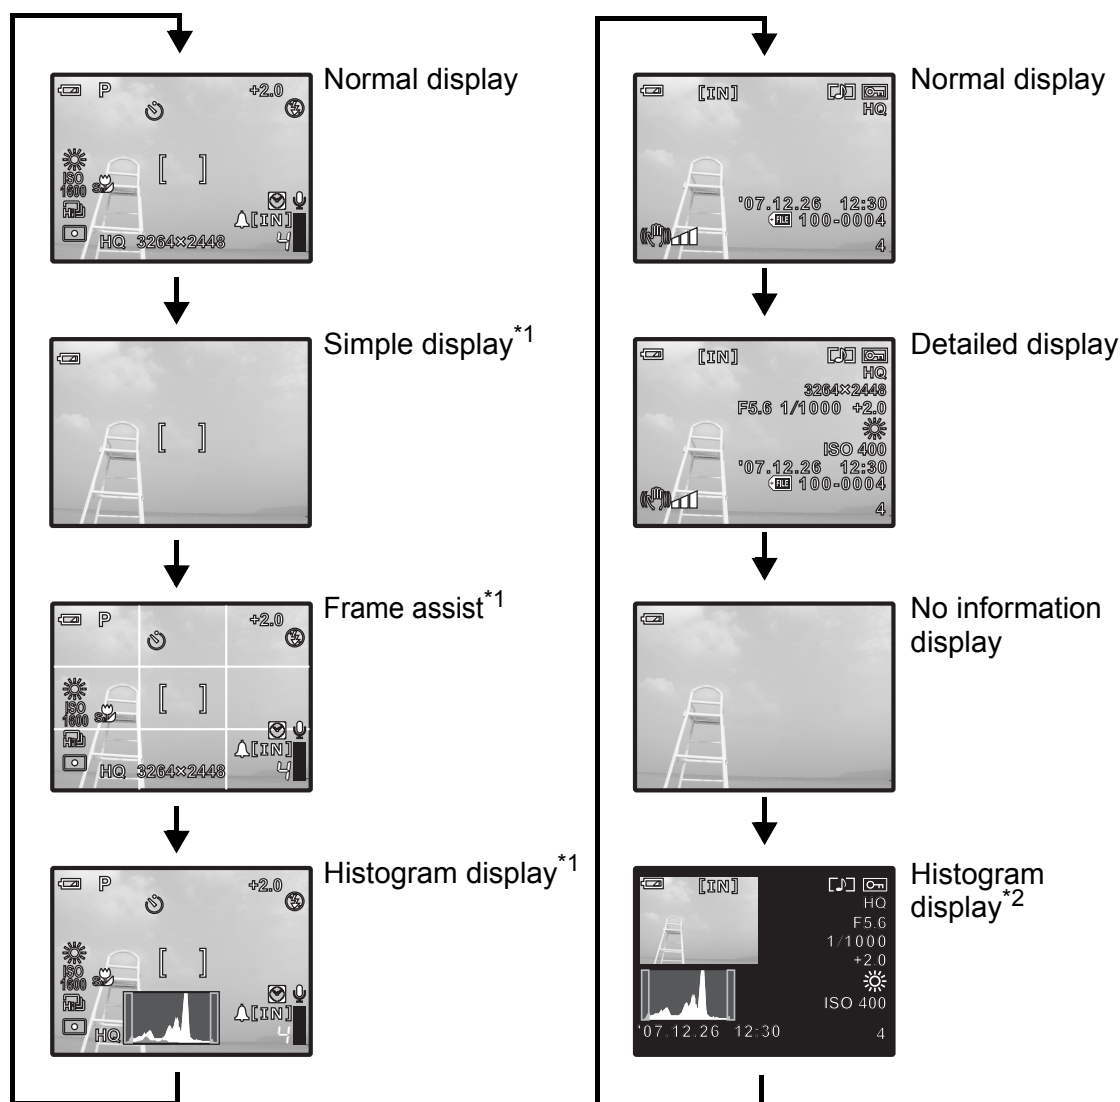 Normal display
P +2.0
ISO
1600
[IN]
HQ 3264×2448 4
Simple display*1
Frame assist*1
P +2.0
ISO
1600
[IN]
HQ 3264×2448 4
Histogram display*1
P +2.0
ISO
1600
[IN]
HQ 4
Normal display
[IN]
HQ
'07.12.26 12:30
FILE 100-0004
4
Detailed display
[IN]
HQ
3264×2448
F5.6 1/1000 +2.0
ISO 400
'07.12.26 12:30
FILE 100-0004
4
No information
display
Histogram
display*2
[IN]
HQ
F5.6
1/1000
+2.0
ISO 400
'07.12.26 12:30 4